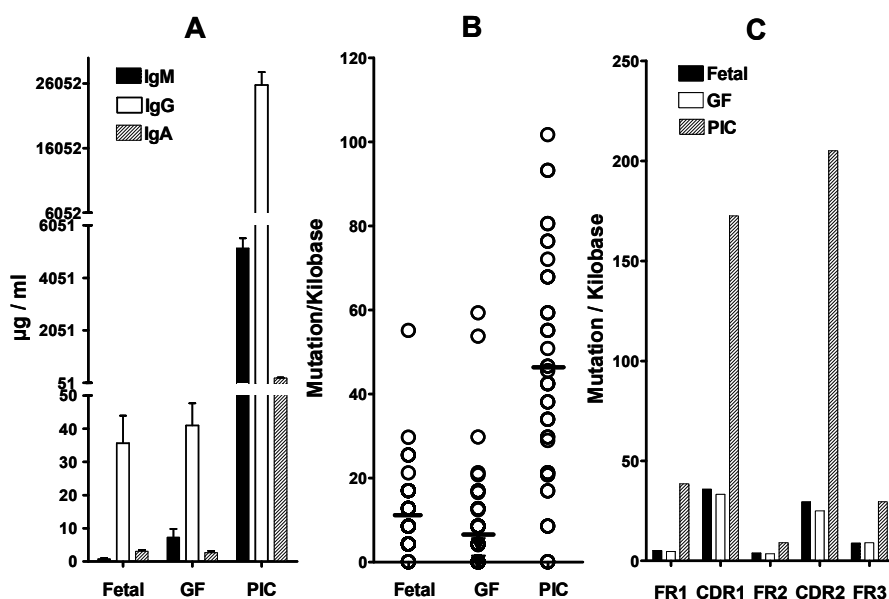 A
IgM
IgG
IgA
µg / ml
26052
16052
6052
6051
4051
2051
51
50
40
30
20
10
0
Fetal GF PIC
B
Mutation/Kilobase
120
100
80
60
40
20
0
Fetal GF PIC
C
Fetal
GF
PIC
Mutation / Kilobase
250
200
150
100
50
0
FR1 CDR1 FR2 CDR2 FR3